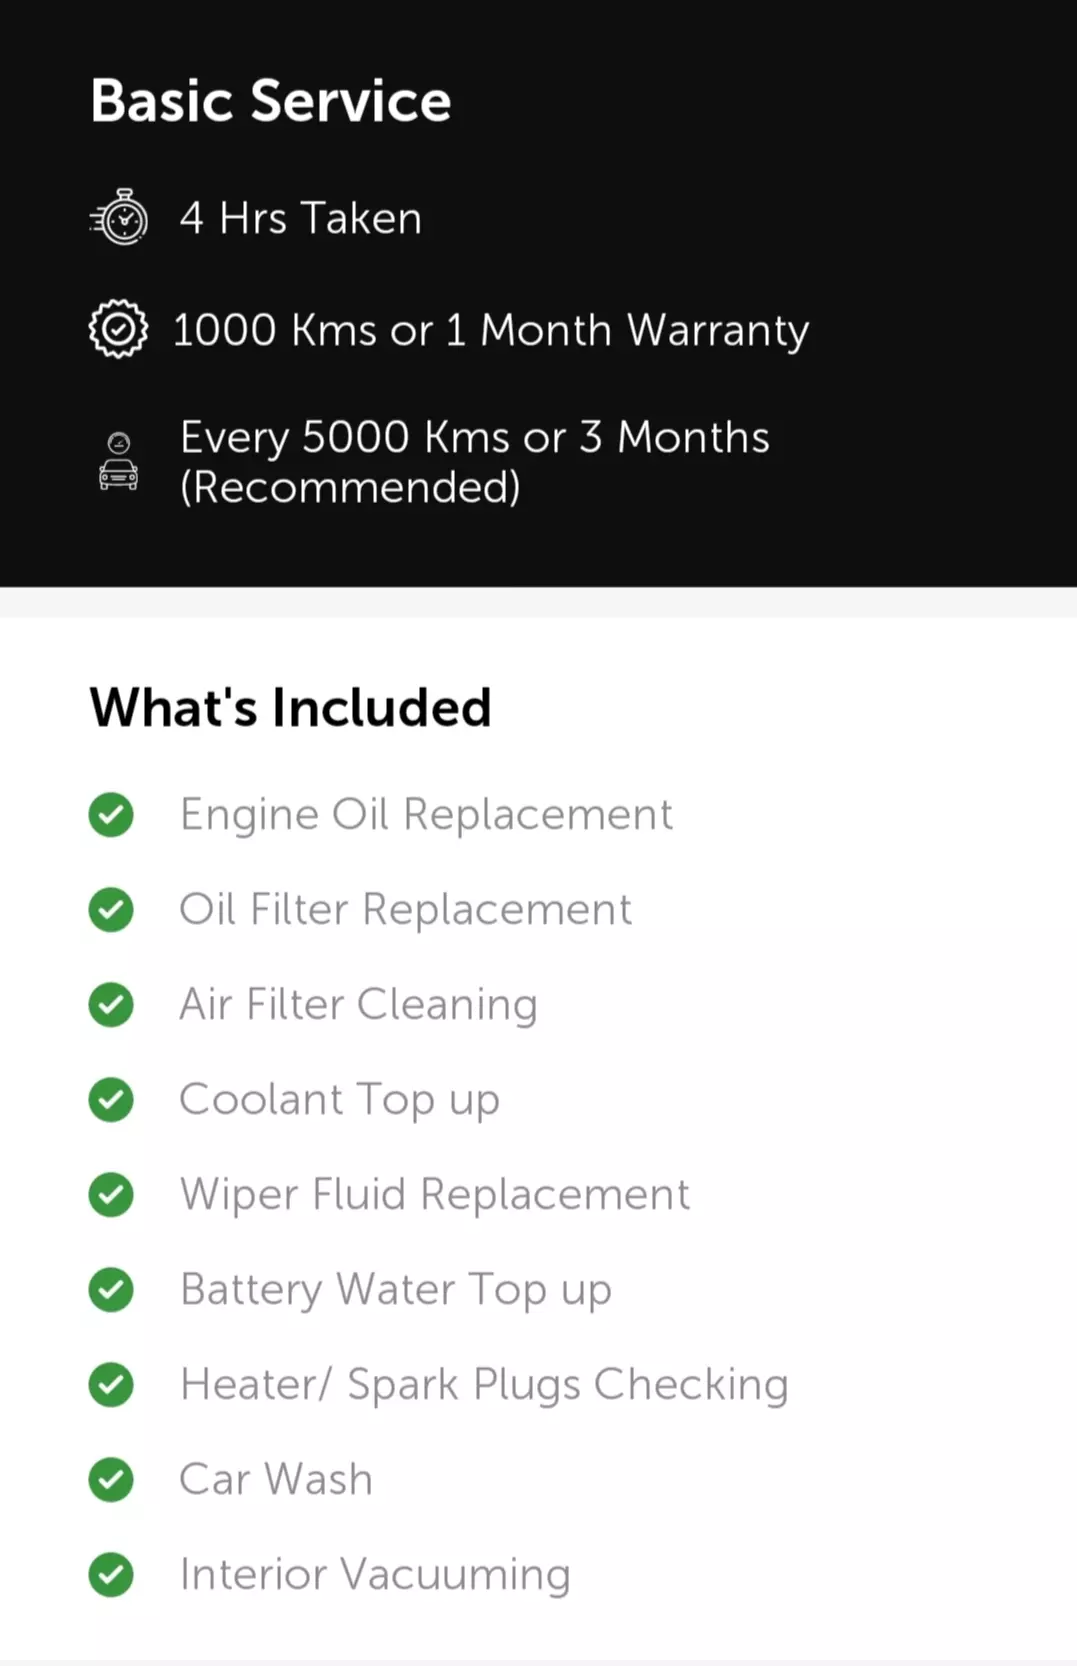 Basic Service
4 Hrs Taken
1000 Kms or 1 Month Warranty
Every 5000 Kms or 3 Months
(Recommended)
What's Included
Engine Oil Replacement
Oil Filter Replacement
Air Filter Cleaning
Coolant Top up
Wiper Fluid Replacement
Battery Water Top up
Heater/ Spark Plugs Checking
Car Wash
Interior Vacuuming